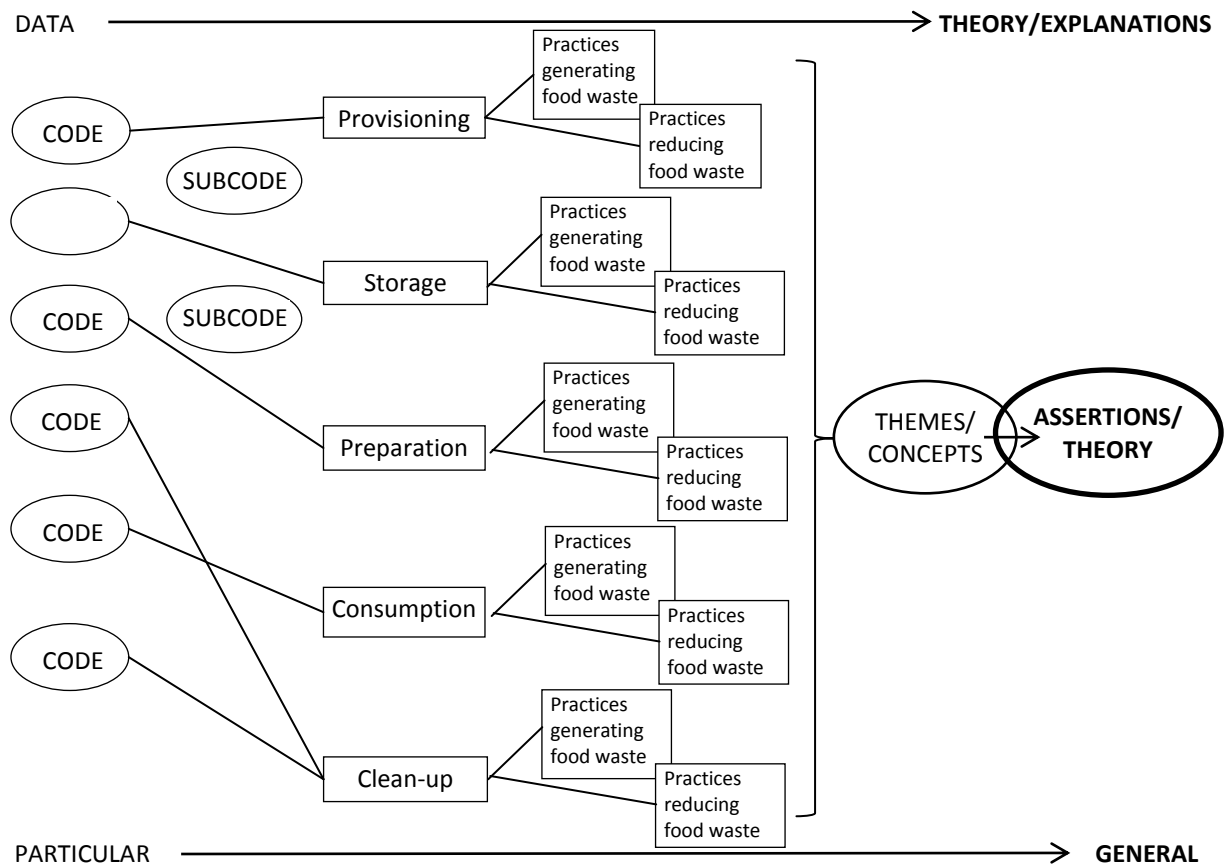 DATA
THEORY/EXPLANATIONS
CODE
SUBCODE
CODE
SUBCODE
CODE
CODE
CODE
Provisioning
Practices
generating
food waste
Practices
reducing
food waste
Storage
Practices
generating
food waste
Practices
reducing
food waste
Preparation
Practices
generating
food waste
Practices
reducing
food waste
Consumption
Practices
generating
food waste
Practices
reducing
food waste
Clean-up
Practices
generating
food waste
Practices
reducing
food waste
THEMES/
CONCEPTS
ASSERTIONS/
THEORY
PARTICULAR
GENERAL